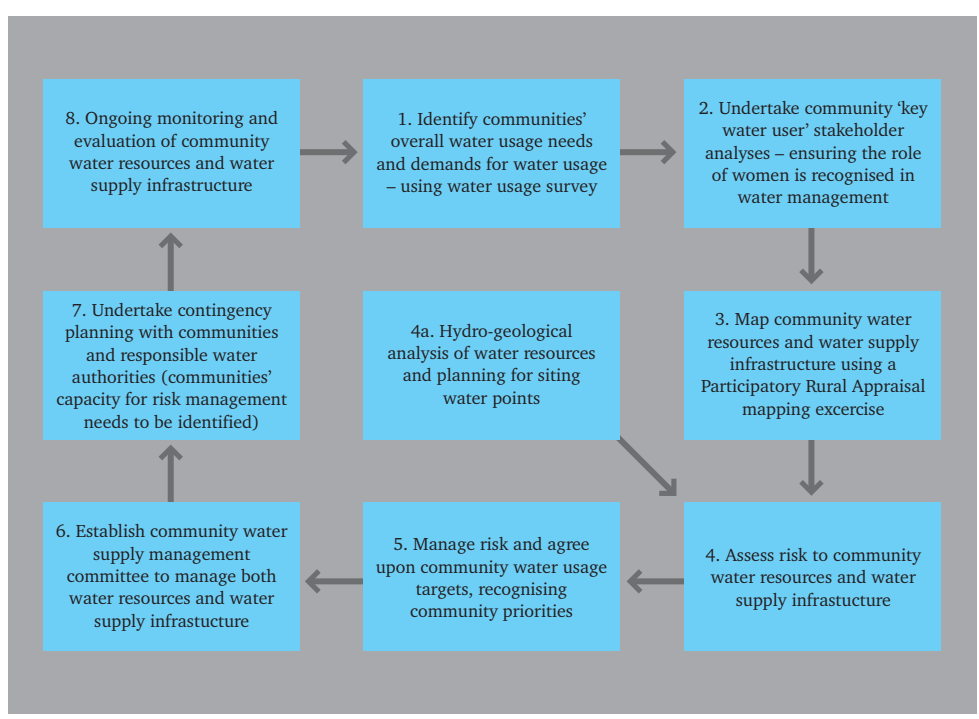 8. Ongoing monitoring and
evaluation of community
water resources and water
supply infrastructure
1. Identify communities’
overall water usage needs
and demands for water usage
– using water usage survey
2. Undertake community ‘key
water user’ stakeholder
analyses – ensuring the role
of women is recognised in
water management
7. Undertake contingency
planning with communities
and responsible water
authorities (communities’
capacity for risk management
needs to be identified)
4a. Hydro-geological
analysis of water resources
and planning for siting
water points
3. Map community water
resources and water supply
infrastructure using a
Participatory Rural Appraisal
mapping excercise
6. Establish community water
supply management
committee to manage both
water resources and water
supply infrastucture
5. Manage risk and agree
upon community water usage
targets, recognising
community priorities
4. Assess risk to community
water resources and water
supply infrastucture